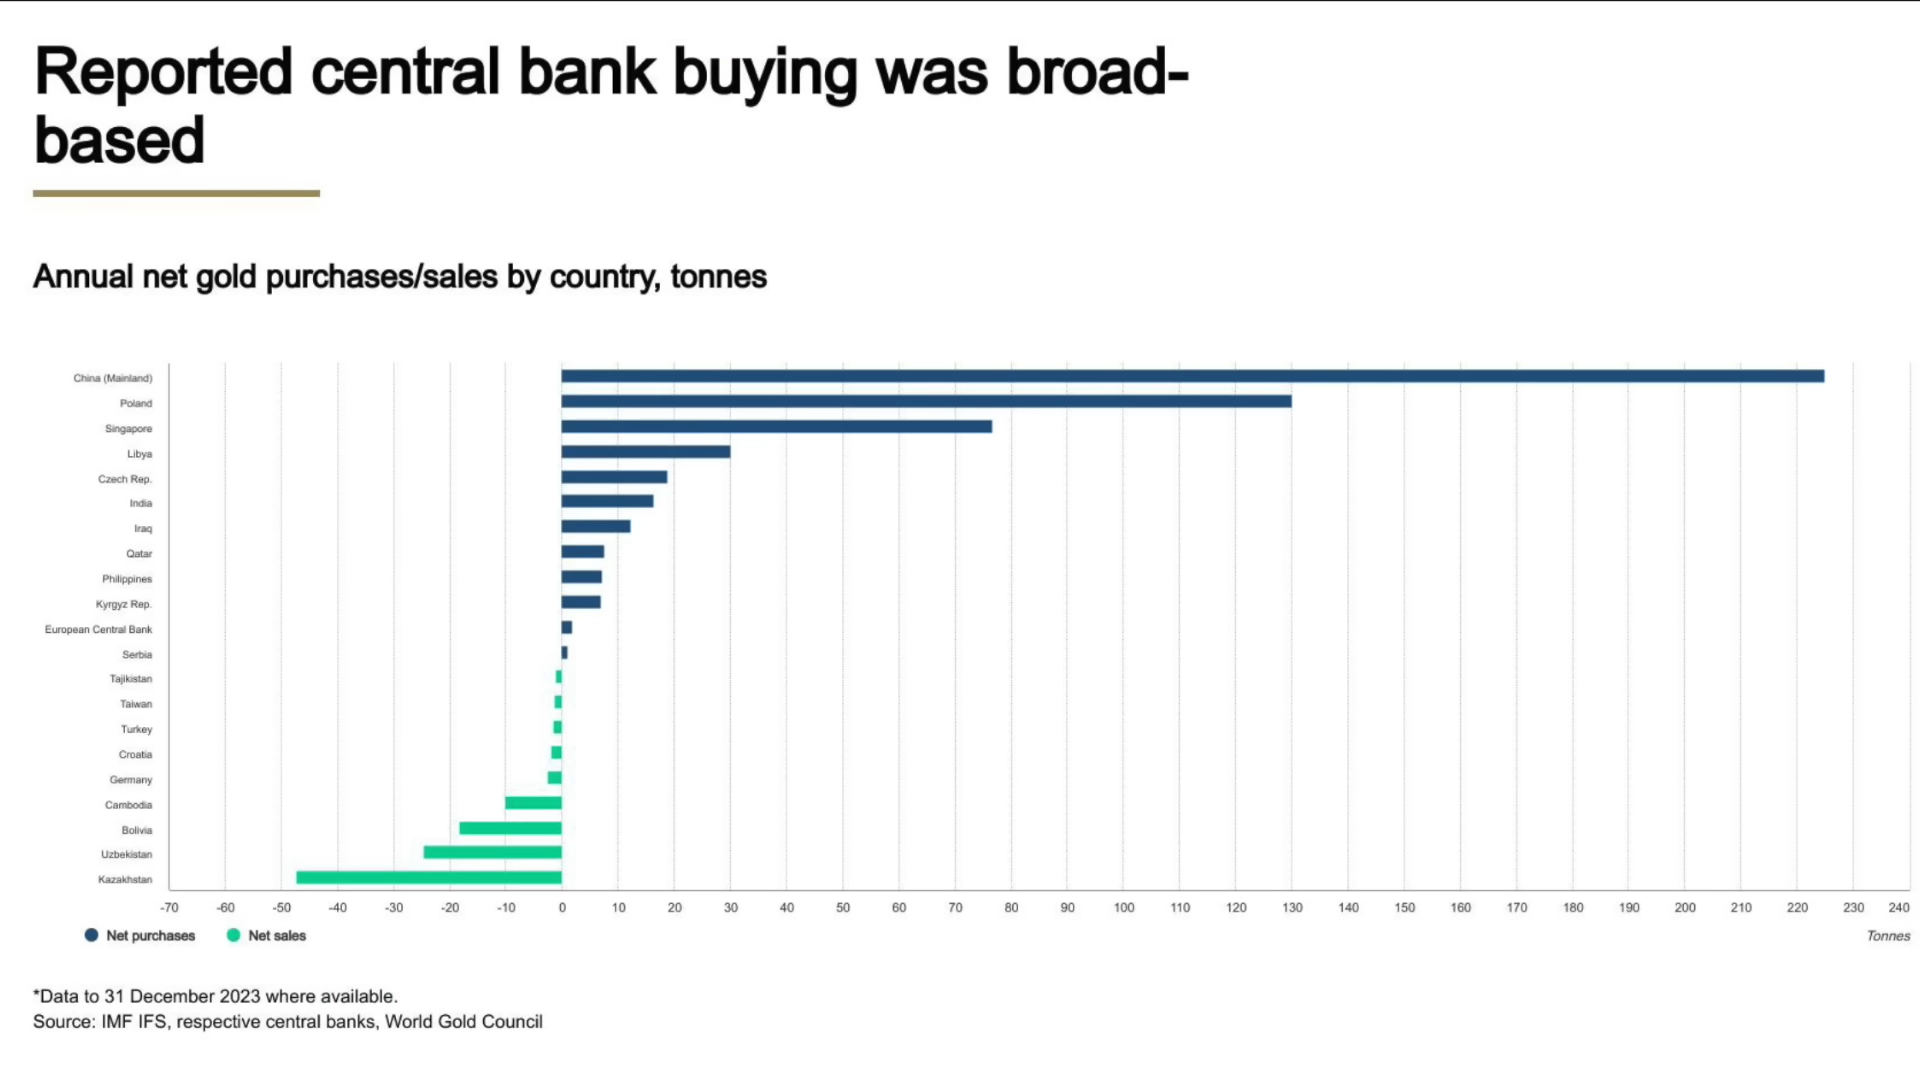 Reported central bank buying was broad-
based
Annual net gold purchases/sales by country, tonnes
China (Mainland)
Poland
Singapore
Libya
Czech Rep.
India
Iraq
Qatar
Philippines
Kyrgyz Rep.
European Central Bank
Serbia
Tajikistan
Taiwan
Turkey
Croatia
Germany
Cambodia
Bolivia
Uzbekistan
Kazakhstan
-70 -60 -50 -40 -30 -20 -10 0 10 20 30 40 50 60 70 80 90 100 110 120 130 140 150 160 170 180 190 200 210 220 230 240
Net purchases Net sales Tonnes
*Data to 31 December 2023 where available.
Source: IMF IFS, respective central banks, World Gold Council